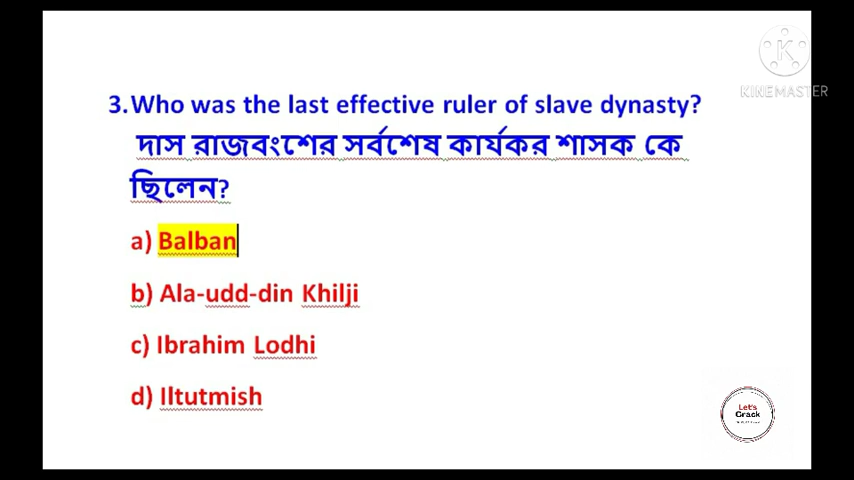 KINEMASTER
3.Who was the last effective ruler of slave dynasty?
দাস রাজবংশের সর্বশেষ কার্যকর শাসক কে
ছিলেন?
a) Balban
b) Ala-udd-din Khilji
c) Ibrahim Lodhi
d) Iltutmish
Let's
Crack